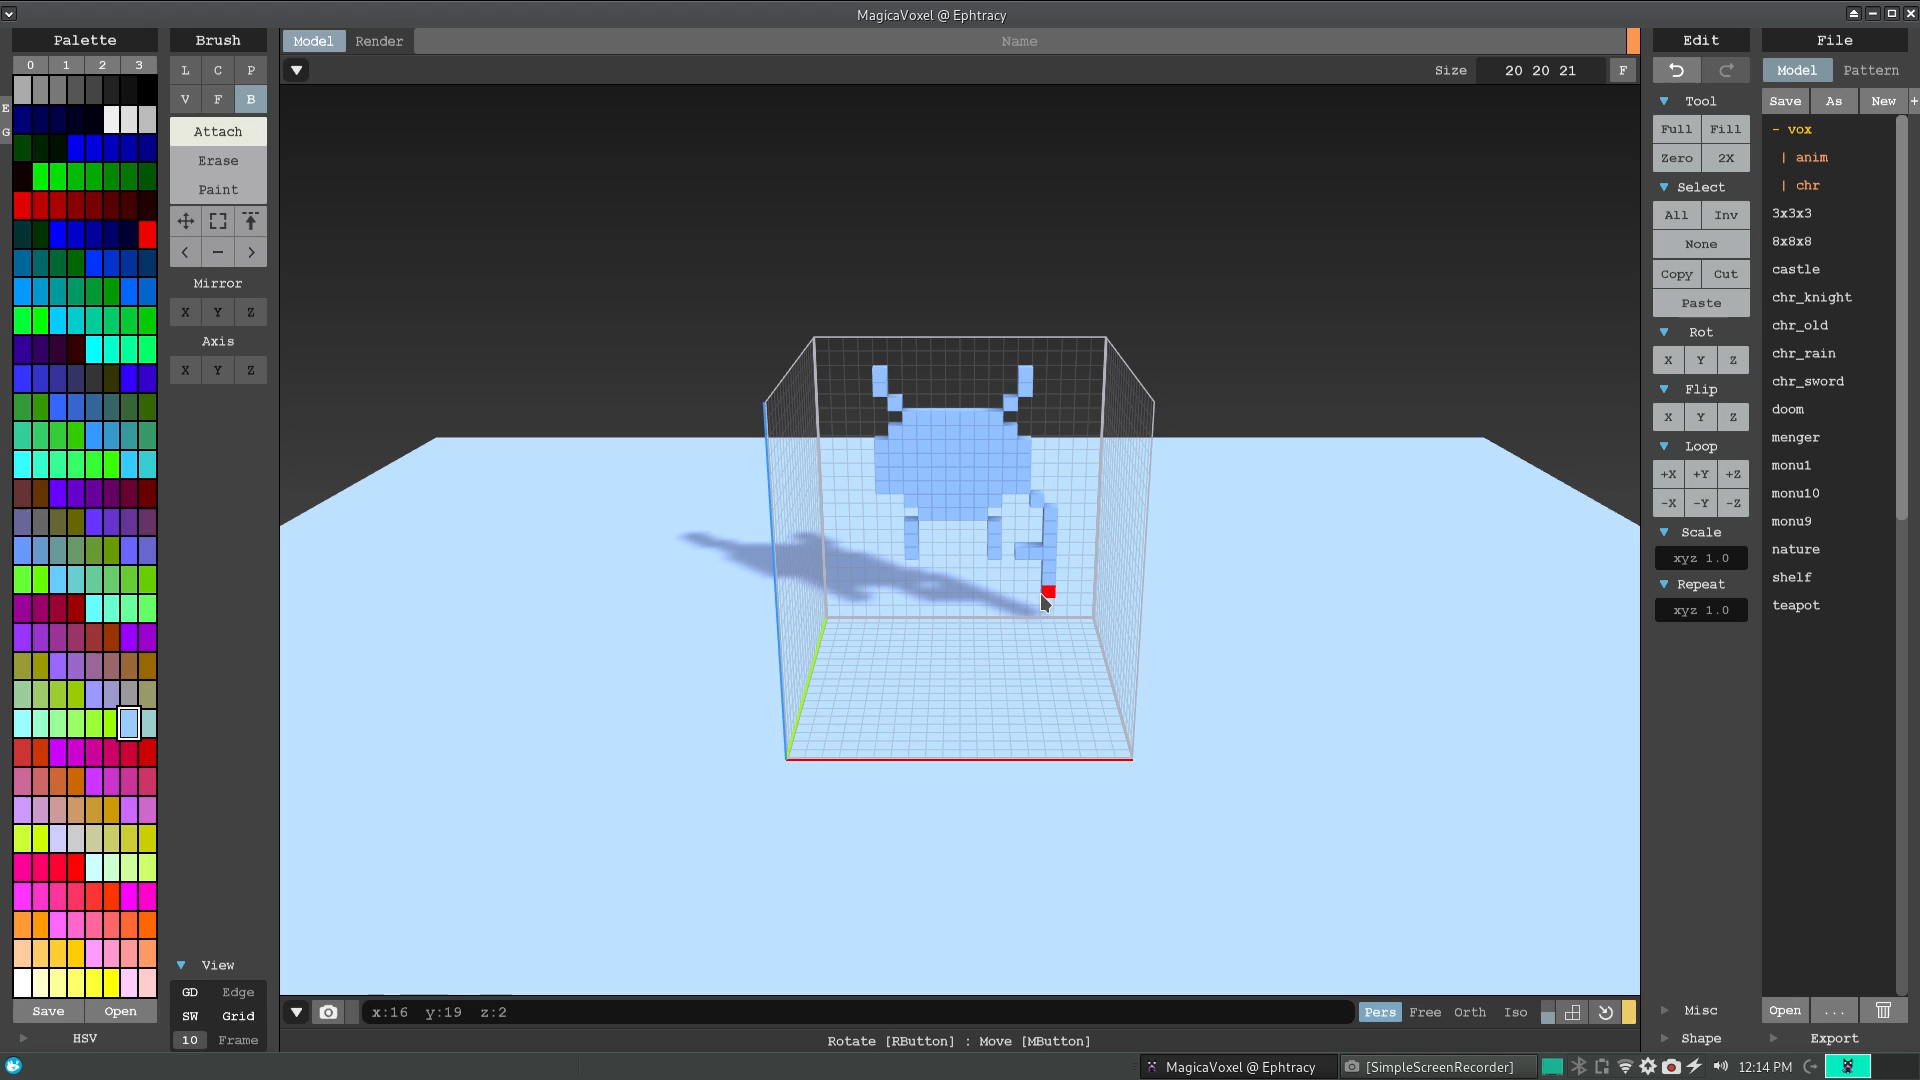 MagicaVoxel @ Ephtracy
Palette
Brush
Model Render Name
Edit
File
0 1 2 3
L C P
Size 20 20 21 F
Model Pattern
V F B
E
G
Attach
Erase
Paint
< - >
Mirror
X Y Z
Axis
X Y Z
Tool
Full Fill
Zero 2X
Select
All Inv
None
Copy Cut
Paste
Rot
X Y Z
Flip
X Y Z
Loop
+X +Y +Z
-X -Y -Z
Scale
xyz 1.0
Repeat
xyz 1.0
Save As New +
- vox
| anim
| chr
3x3x3
8x8x8
castle
chr_knight
chr_old
chr_rain
chr_sword
doom
menger
monu1
monu10
monu9
nature
shelf
teapot
View
GD Edge
SW Grid
10 Frame
Save Open
HSV
x:16 y:19 z:2
Pers Free Orth Iso
Rotate [RButton] : Move [MButton]
Misc
Shape
Open ...
Export
MagicaVoxel @ Ephtracy
[SimpleScreenRecorder]
12:14 PM